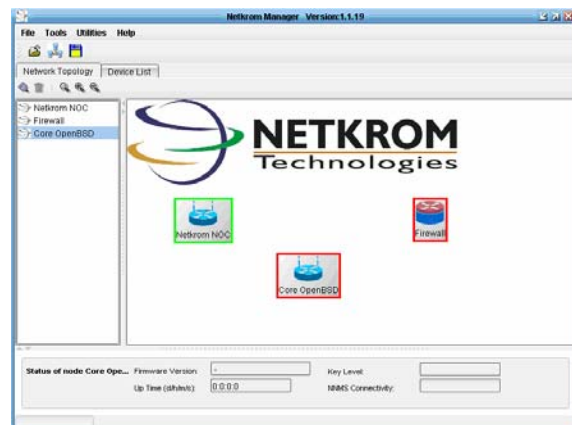 Netkrom Manager Version:1.1.19
File Tools Utilities Help
Network Topology Device List
Netkrom NOC
Firewall
Core OpenBSD
NETKROM
Technologies
Netkrom NOC
Firewall
Core OpenBSD
Status of node Core Ope... Firmware Version: - Key Level:
Up Time (d/h/m/s): 0:0:0:0 NNMS Connectivity: